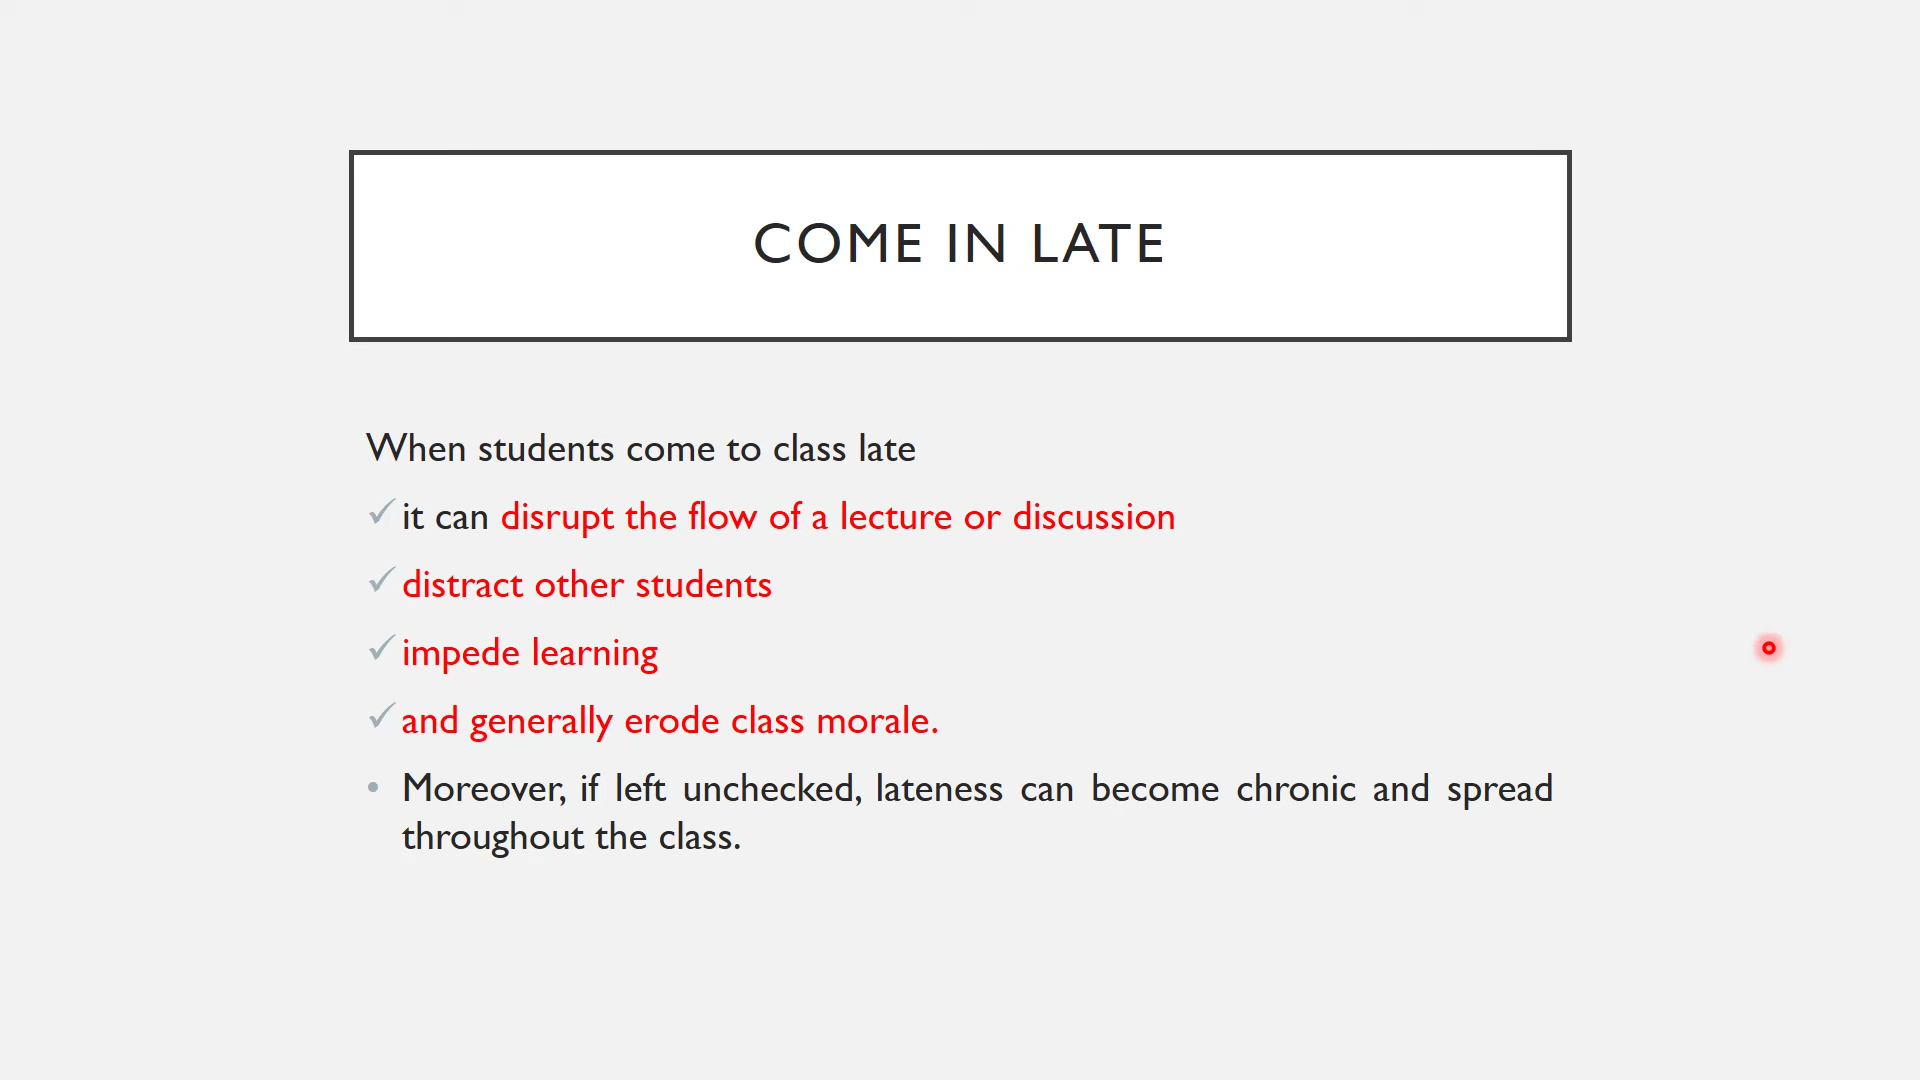 COME IN LATE
When students come to class late
✓ it can disrupt the flow of a lecture or discussion
✓ distract other students
✓ impede learning
✓ and generally erode class morale.
• Moreover, if left unchecked, lateness can become chronic and spread
throughout the class.